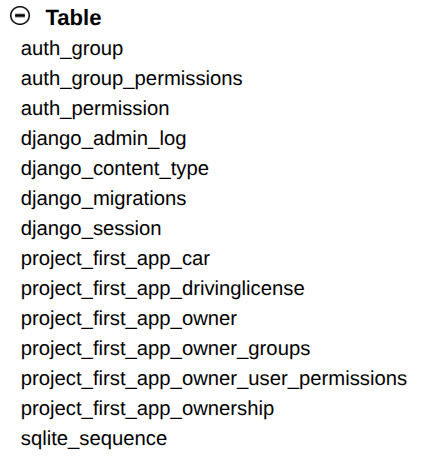 Table
auth_group
auth_group_permissions
auth_permission
django_admin_log
django_content_type
django_migrations
django_session
project_first_app_car
project_first_app_drivinglicense
project_first_app_owner
project_first_app_owner_groups
project_first_app_owner_user_permissions
project_first_app_ownership
sqlite_sequence